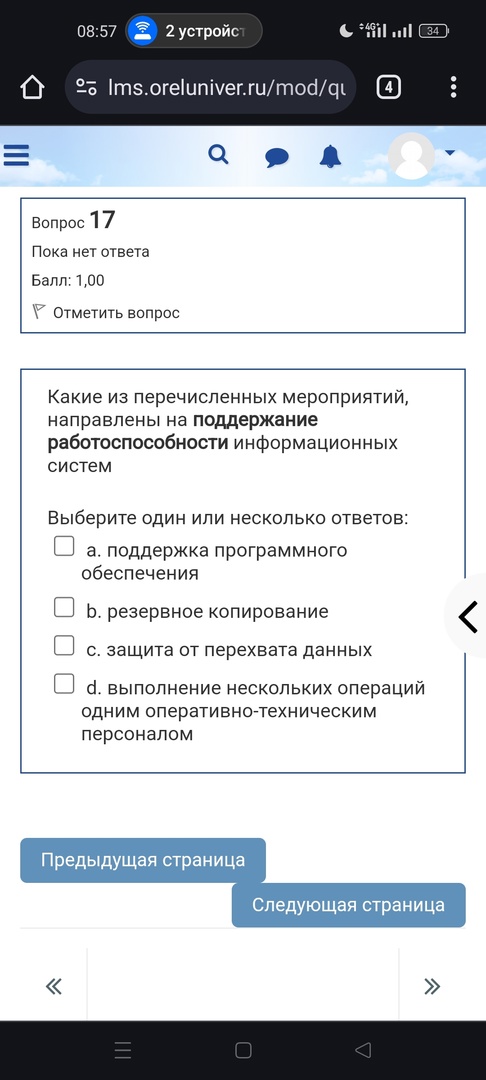 08:57
2 устройст
4G
34
lms.oreluniver.ru/mod/qu
4
Вопрос 17
Пока нет ответа
Балл: 1,00
Отметить вопрос
Какие из перечисленных мероприятий,
направлены на поддержание
работоспособности информационных
систем
Выберите один или несколько ответов:
a. поддержка программного
обеспечения
b. резервное копирование
c. защита от перехвата данных
d. выполнение нескольких операций
одним оперативно-техническим
персоналом
Предыдущая страница
Следующая страница